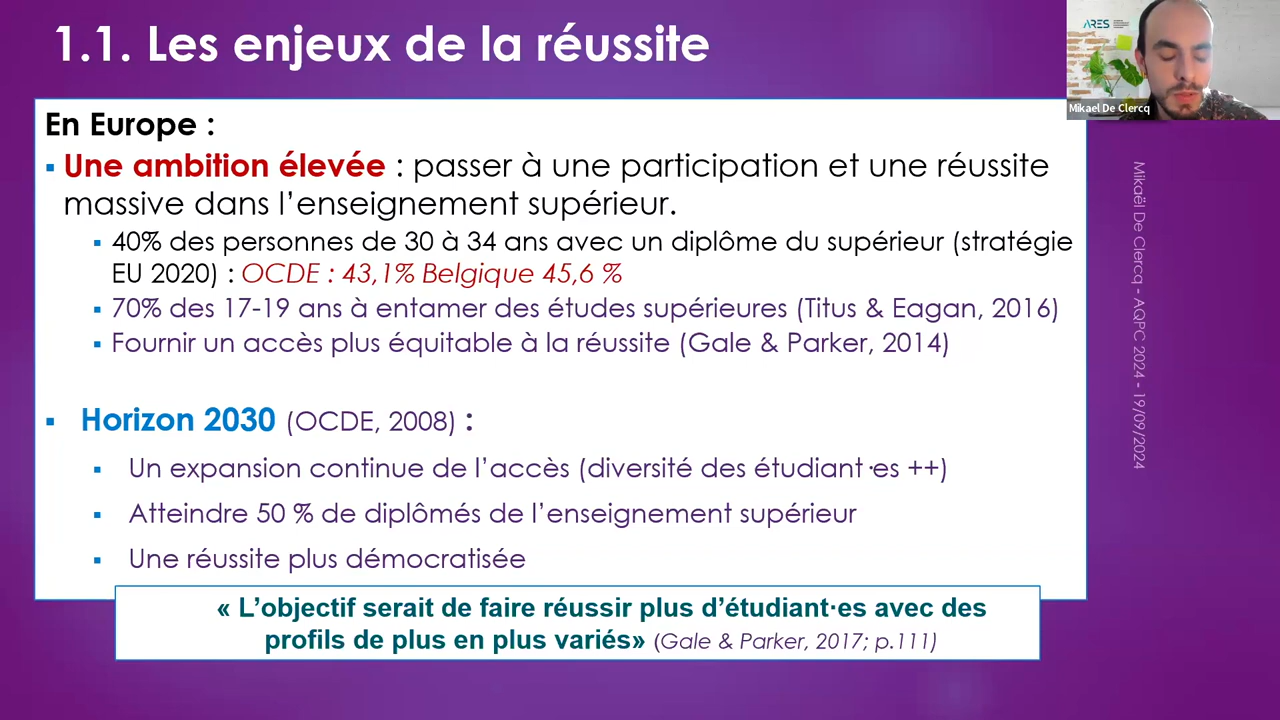 1.1. Les enjeux de la réussite
ARES
Mikael De Clercq
En Europe :
▪ Une ambition élevée : passer à une participation et une réussite
massive dans l’enseignement supérieur.
▪ 40% des personnes de 30 à 34 ans avec un diplôme du supérieur (stratégie
EU 2020) : OCDE : 43,1% Belgique 45,6 %
▪ 70% des 17-19 ans à entamer des études supérieures (Titus & Eagan, 2016)
▪ Fournir un accès plus équitable à la réussite (Gale & Parker, 2014)
▪ Horizon 2030 (OCDE, 2008) :
▪ Un expansion continue de l’accès (diversité des étudiant·es ++)
▪ Atteindre 50 % de diplômés de l’enseignement supérieur
▪ Une réussite plus démocratisée
« L’objectif serait de faire réussir plus d’étudiant·es avec des
profils de plus en plus variés» (Gale & Parker, 2017; p.111)
Mikaël De Clercq - AQPC 2024 - 19/09/2024